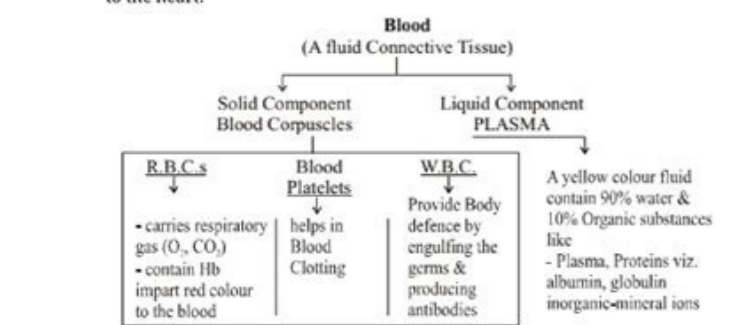 to the heart.
Blood
(A fluid Connective Tissue)
Solid Component
Blood Corpuscles
Liquid Component
PLASMA
R.B.C.s
- carries respiratory
gas (O₂, CO₂)
- contain Hb
impart red colour
to the blood
Blood
Platelets
helps in
Blood
Clotting
W.B.C.
Provide Body
defence by
engulfing the
germs &
producing
antibodies
A yellow colour fluid
contain 90% water &
10% Organic substances
like
- Plasma, Proteins viz.
albumin, globulin
inorganic-mineral ions